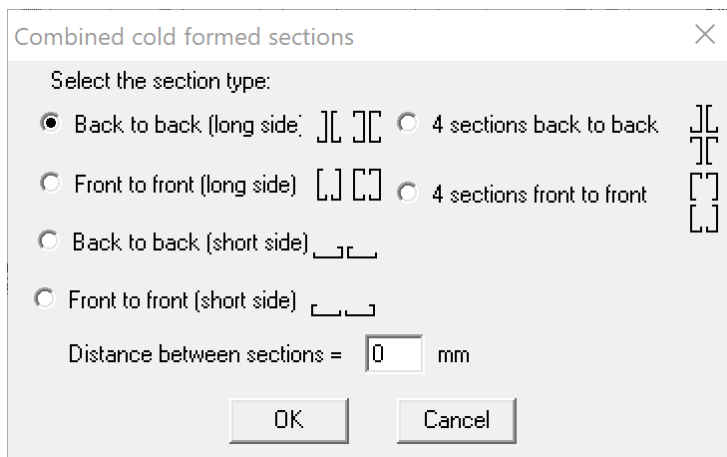 Combined cold formed sections
Select the section type:
Back to back (long side)
4 sections back to back
Front to front (long side)
4 sections front to front
Back to back (short side)
Front to front (short side)
Distance between sections = 0 mm
OK Cancel